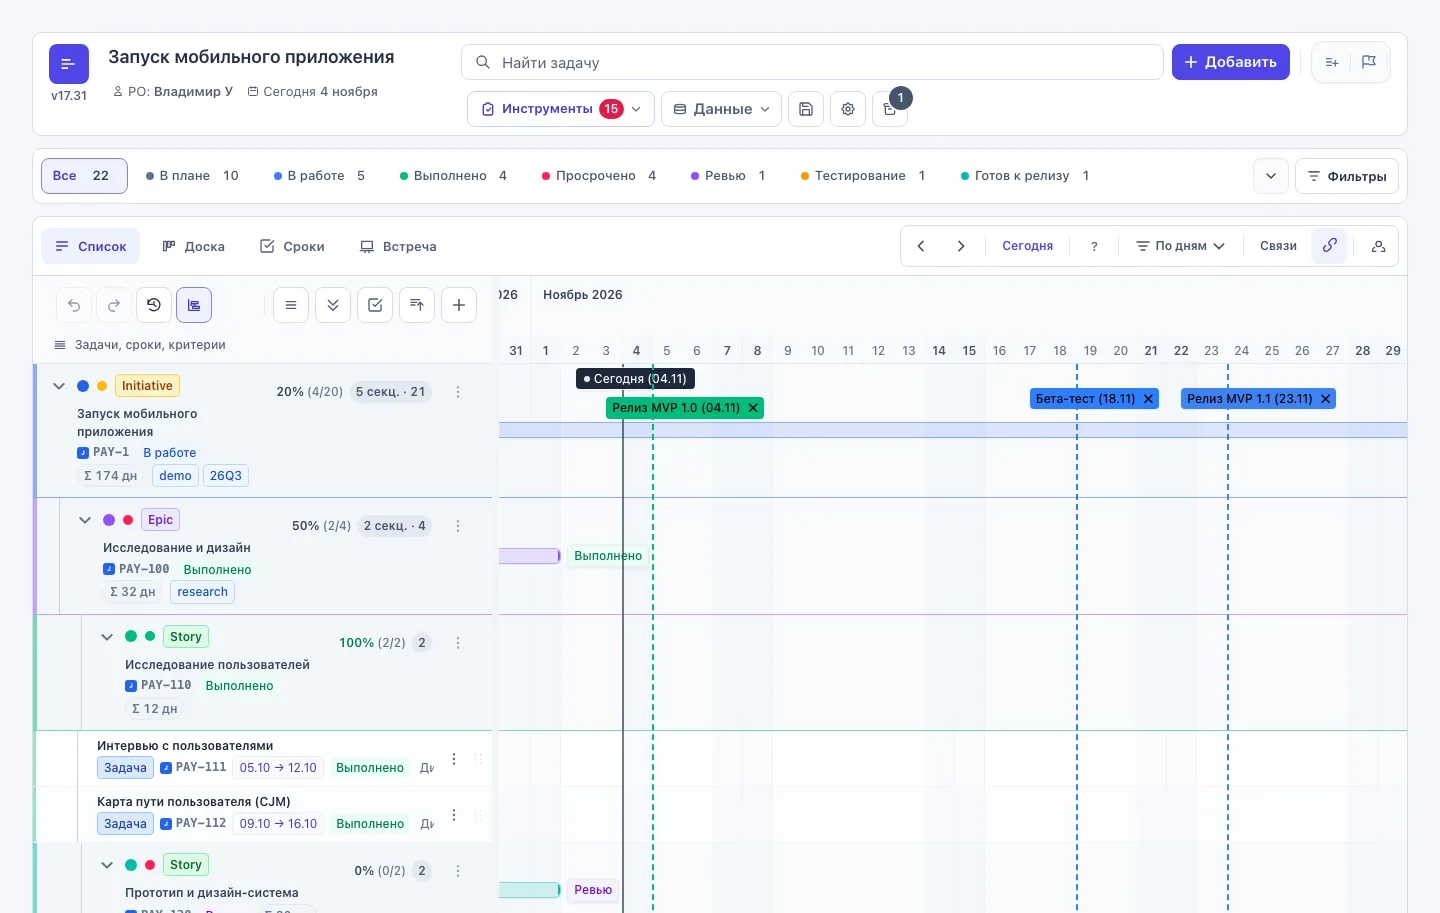 Запуск мобильного приложения
v17.31
PO: Владимир У
Сегодня 4 ноября
Найти задачу
Добавить
Инструменты 15
Данные
1
Все 22
В плане 10
В работе 5
Выполнено 4
Просрочено 4
Ревью 1
Тестирование 1
Готов к релизу 1
Фильтры
Список
Доска
Сроки
Встреча
Сегодня
?
По дням
Связи
Задачи, сроки, критерии
026
Ноябрь 2026
31 1 2 3 4 5 6 7 8 9 10 11 12 13 14 15 16 17 18 19 20 21 22 23 24 25 26 27 28 29
Сегодня (04.11)
Релиз MVP 1.0 (04.11)
Бета-тест (18.11)
Релиз MVP 1.1 (23.11)
Initiative
20% (4/20) 5 секц. · 21
Запуск мобильного
приложения
PAY-1 В работе
Σ 174 дн demo 26Q3
Epic
50% (2/4) 2 секц. · 4
Исследование и дизайн
PAY-100 Выполнено
Σ 32 дн research
Выполнено
Story
100% (2/2) 2
Исследование пользователей
PAY-110 Выполнено
Σ 12 дн
Интервью с пользователями
Задача PAY-111 05.10 → 12.10 Выполнено
Карта пути пользователя (CJM)
Задача PAY-112 09.10 → 16.10 Выполнено
Story
0% (0/2) 2
Прототип и дизайн-система
Ревью